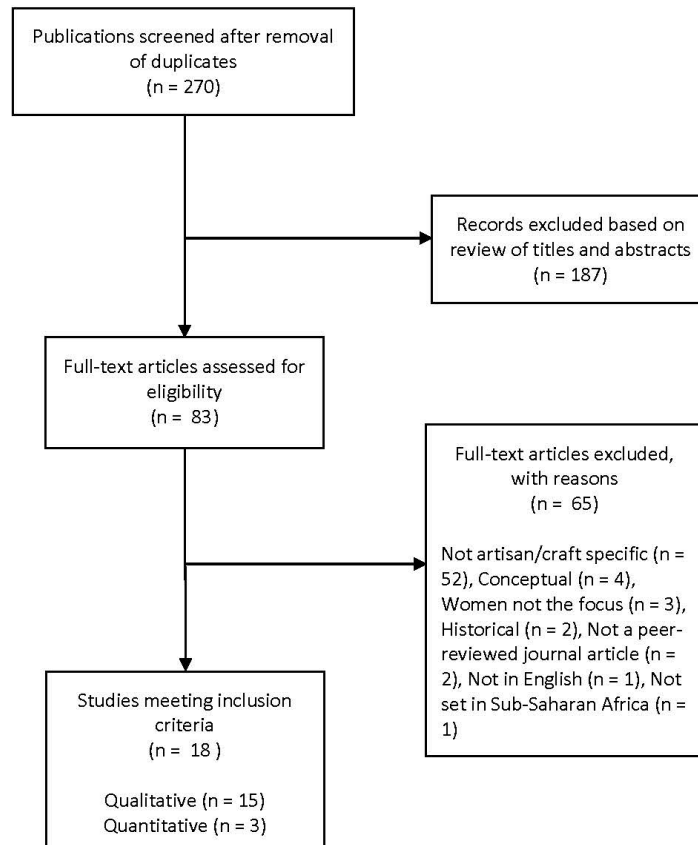 Publications screened after removal
of duplicates
(n = 270)
Records excluded based on
review of titles and abstracts
(n = 187)
Full-text articles assessed for
eligibility
(n = 83)
Full-text articles excluded,
with reasons
(n = 65)
Not artisan/craft specific (n =
52), Conceptual (n = 4),
Women not the focus (n = 3),
Historical (n = 2), Not a peer-
reviewed journal article (n =
2), Not in English (n = 1), Not
set in Sub-Saharan Africa (n =
1)
Studies meeting inclusion
criteria
(n = 18 )
Qualitative (n = 15)
Quantitative (n = 3)